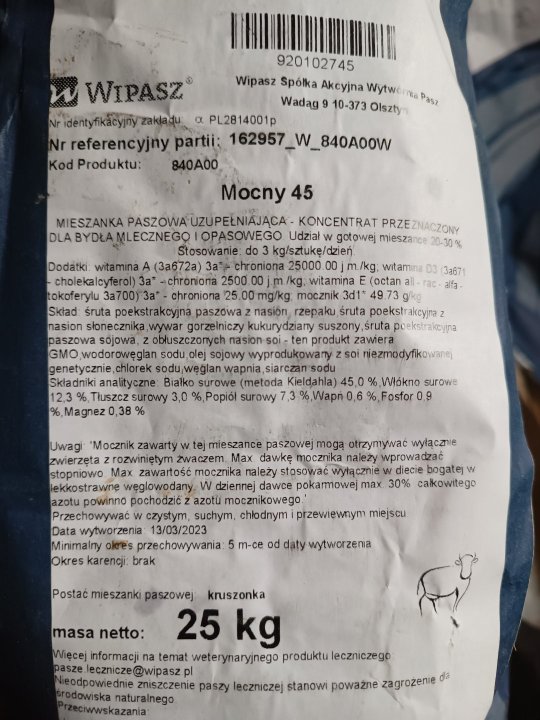 920102745
WIPASZ®
Wipasz Spółka Akcyjna Wytwórnia Pasz
Wadąg 9 10-373 Olsztyn
Nr identyfikacyjny zakładu: α PL2814001p
Nr referencyjny partii: 162957_W_840A00W
Kod Produktu: 840A00
Mocny 45
MIESZANKA PASZOWA UZUPEŁNIAJĄCA - KONCENTRAT PRZEZNACZONY
DLA BYDŁA MLECZNEGO I OPASOWEGO. Udział w gotowej mieszance 20-30 %
Stosowanie: do 3 kg/sztukę/dzień.
Dodatki: witamina A (3a672a) 3a* - chroniona 25000.00 j.m./kg; witamina D3 (3a671
- cholekalcyferol) 3a* - chroniona 2500.00 j.m./kg; witamina E (octan all - rac - alfa -
tokoferylu 3a700) 3a* - chroniona 25.00 mg/kg; mocznik 3d1* 49.73 g/kg
Skład: śruta poekstrakcyjna paszowa z nasion rzepaku,śruta poekstrakcyjna z
nasion słonecznika,wywar gorzelniczy kukurydziany suszony,śruta poekstrakcyjna
paszowa sojowa, z obłuszczonych nasion soi - ten produkt zawiera
GMO,wodorowęglan sodu,olej sojowy wyprodukowany z soi niezmodyfikowanej
genetycznie,chlorek sodu,węglan wapnia,siarczan sodu
Składniki analityczne: Białko surowe (metoda Kieldahla) 45,0 %,Włókno surowe
12,3 %,Tłuszcz surowy 3,0 %,Popiół surowy 7,3 %,Wapń 0,6 %,Fosfor 0,9
%,Magnez 0,38 %
Uwagi: "Mocznik zawarty w tej mieszance paszowej mogą otrzymywać wyłącznie
zwierzęta z rozwiniętym żwaczem. Max. dawkę mocznika należy wprowadzać
stopniowo. Max. zawartość mocznika należy stosować wyłącznie w diecie bogatej w
lekkostrawne węglowodany. W dziennej dawce pokarmowej max. 30% całkowitego
azotu powinno pochodzić z azotu mocznikowego."
Przechowywać w czystym, suchym, chłodnym i przewiewnym miejscu
Data wytworzenia: 13/03/2023
Minimalny okres przechowywania: 5 m-ce od daty wytworzenia
Okres karencji: brak
Postać mieszanki paszowej: kruszonka
masa netto: 25 kg
Więcej informacji na temat weterynaryjnego produktu leczniczego:
pasze.lecznicze@wipasz.pl
Nieodpowiednie zniszczenie paszy leczniczej stanowi poważne zagrożenie dla
środowiska naturalnego
Przeciwwskazania: